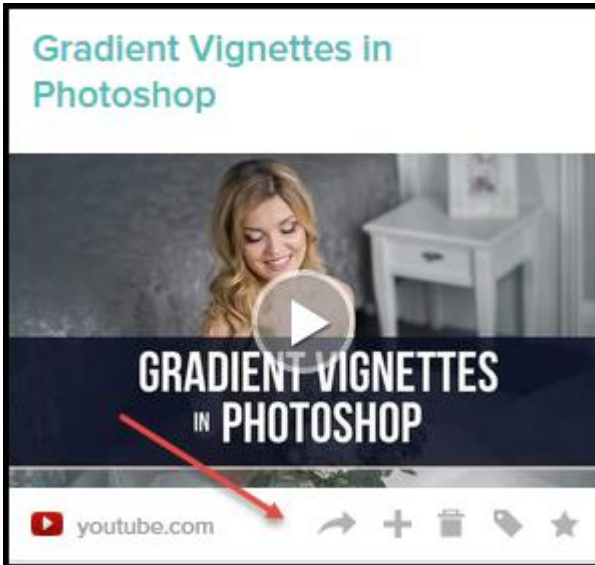 Gradient Vignettes in
Photoshop
GRADIENT VIGNETTES
IN PHOTOSHOP
youtube.com